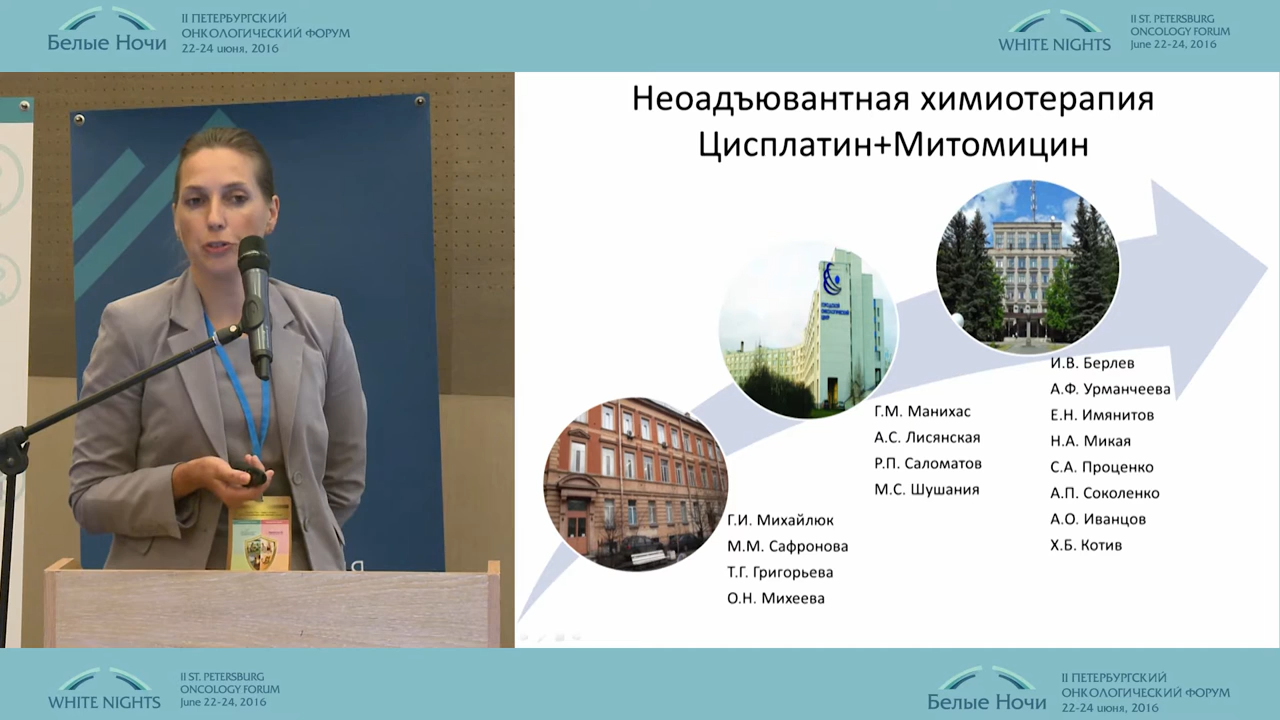 Белые Ночи
II ПЕТЕРБУРГСКИЙ
ОНКОЛОГИЧЕСКИЙ ФОРУМ
22-24 июня, 2016
WHITE NIGHTS
II ST. PETERSBURG
ONCOLOGY FORUM
June 22-24, 2016
Неоадъювантная химиотерапия
Цисплатин+Митомицин
И.В. Берлев
А.Ф. Урманчеева
Е.Н. Имянитов
Н.А. Микая
С.А. Проценко
А.П. Соколенко
А.О. Иванцов
Х.Б. Котив
Г.М. Манихас
А.С. Лисянская
Р.П. Саломатов
М.С. Шушания
Г.И. Михайлюк
М.М. Сафронова
Т.Г. Григорьева
О.Н. Михеева
WHITE NIGHTS
II ST. PETERSBURG
ONCOLOGY FORUM
June 22-24, 2016
Белые Ночи
II ПЕТЕРБУРГСКИЙ
ОНКОЛОГИЧЕСКИЙ ФОРУМ
22-24 июня, 2016